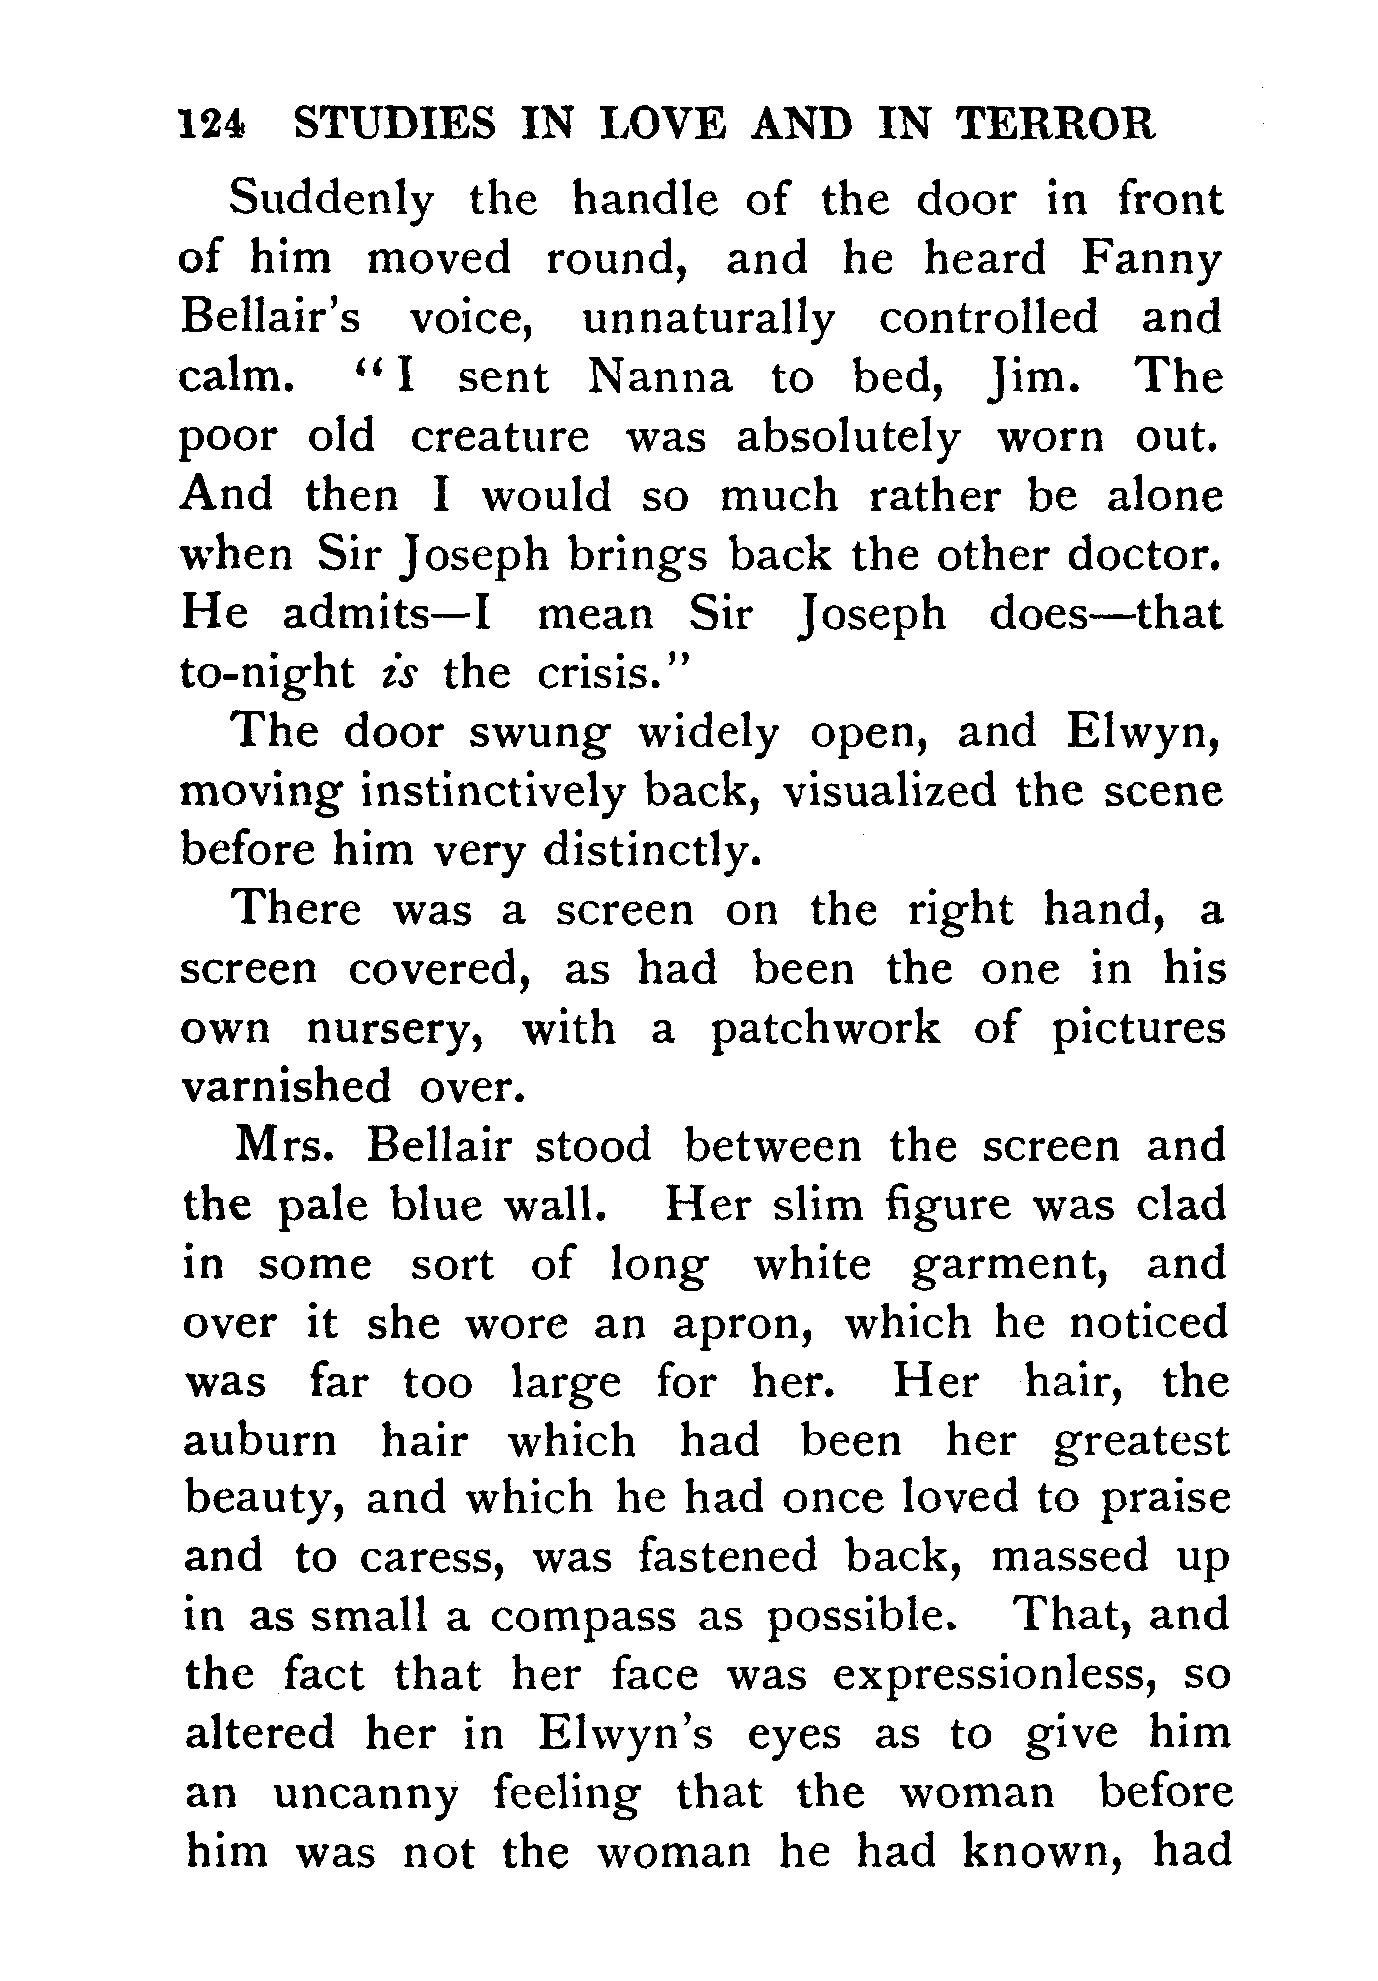 124 STUDIES IN LOVE AND IN TERROR
Suddenly the handle of the door in front
of him moved round, and he heard Fanny
Bellair's voice, unnaturally controlled and
calm. "I sent Nanna to bed, Jim. The
poor old creature was absolutely worn out.
And then I would so much rather be alone
when Sir Joseph brings back the other doctor.
He admits—I mean Sir Joseph does—that
to-night is the crisis."
The door swung widely open, and Elwyn,
moving instinctively back, visualized the scene
before him very distinctly.
There was a screen on the right hand, a
screen covered, as had been the one in his
own nursery, with a patchwork of pictures
varnished over.
Mrs. Bellair stood between the screen and
the pale blue wall. Her slim figure was clad
in some sort of long white garment, and
over it she wore an apron, which he noticed
was far too large for her. Her hair, the
auburn hair which had been her greatest
beauty, and which he had once loved to praise
and to caress, was fastened back, massed up
in as small a compass as possible. That, and
the fact that her face was expressionless, so
altered her in Elwyn's eyes as to give him
an uncanny feeling that the woman before
him was not the woman he had known, had